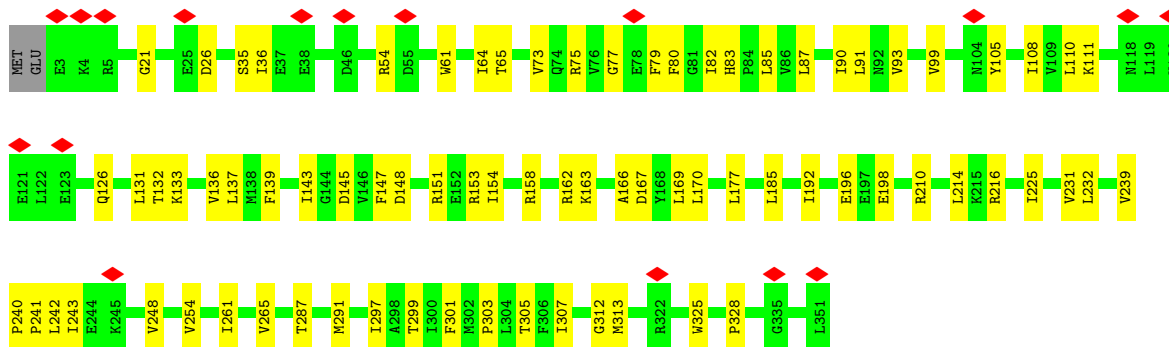 MET GLU E3 K4 R5 G21 E25 D26 S35 I36 E37 E38 D46 R54 D55 W61 I64 T65 V73 Q74 R75 V76 G77 E78 F79 F80 G81 I82 H83 P84 L85 V86 L87 I90 L91 N92 V93 V99 N104 Y105 I108 V109 L110 K111 N118 L119
E121 L122 E123 Q126 L131 T132 K133 V136 L137 M138 F139 I143 G144 D145 V146 F147 D148 R151 E152 R153 I154 R158 R162 K163 A166 D167 Y168 L169 L170 L177 L185 I192 E196 E197 E198 R210 L214 K215 R216 I225 V231 L232 V239
P240 P241 L242 I243 E244 K245 V248 V254 I261 V265 T287 M291 I297 A298 T299 I300 F301 M302 P303 L304 T305 F306 I307 G312 M313 R322 W325 P328 G335 L351